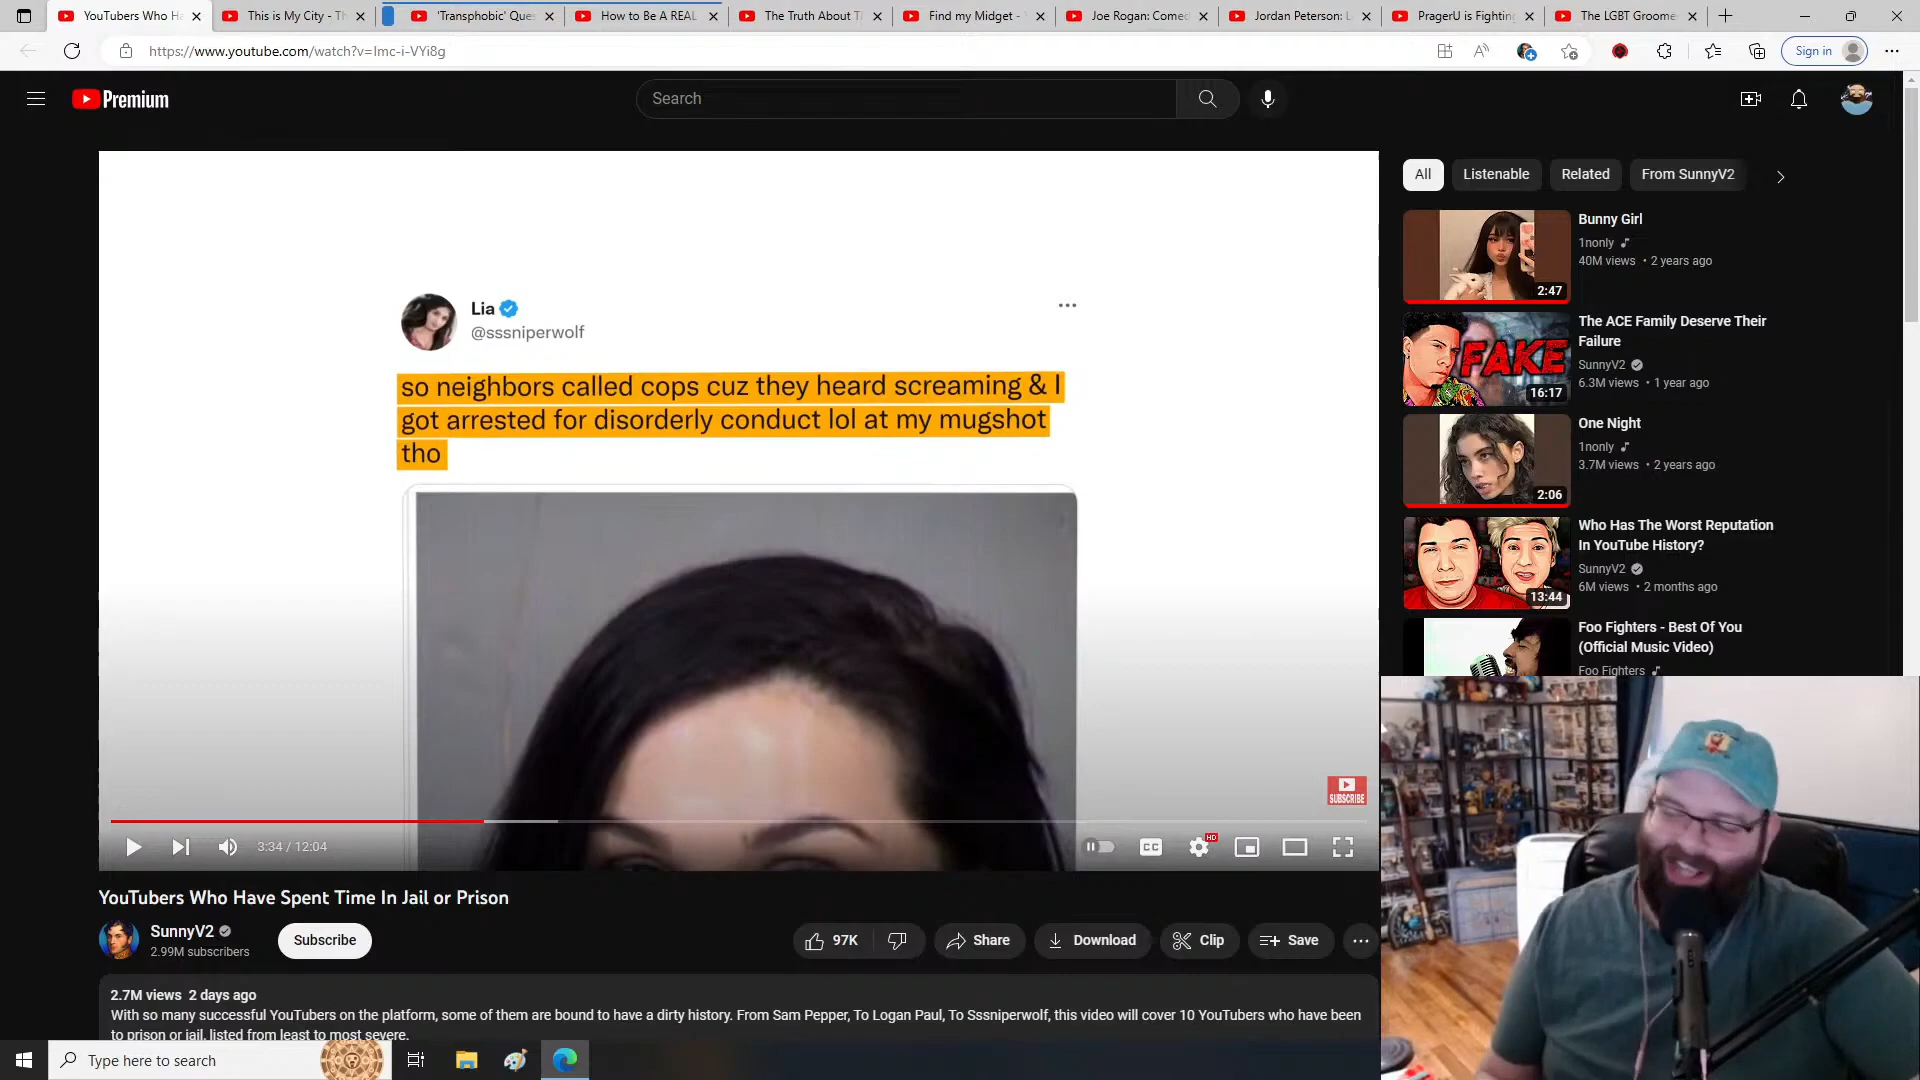 YouTubers Who Ha
This is My City - Th
'Transphobic' Ques
How to Be A REAL
The Truth About T
Find my Midget - Y
Joe Rogan: Comed
Jordan Peterson: L
PragerU is Fighting
The LGBT Groome
https://www.youtube.com/watch?v=Imc-i-VYi8g
Sign in
Premium
Search
All
Listenable
Related
From SunnyV2
Lia
@sssniperwolf
so neighbors called cops cuz they heard screaming & I
got arrested for disorderly conduct lol at my mugshot
tho
SUBSCRIBE
3:34 / 12:04
CC
HD
YouTubers Who Have Spent Time In Jail or Prison
SunnyV2
2.99M subscribers
Subscribe
97K
Share
Download
Clip
Save
2.7M views 2 days ago
With so many successful YouTubers on the platform, some of them are bound to have a dirty history. From Sam Pepper, To Logan Paul, To Sssniperwolf, this video will cover 10 YouTubers who have been
to prison or jail, listed from least to most severe.
Bunny Girl
1nonly
40M views • 2 years ago
2:47
The ACE Family Deserve Their
Failure
SunnyV2
6.3M views • 1 year ago
FAKE
16:17
One Night
1nonly
3.7M views • 2 years ago
2:06
Who Has The Worst Reputation
In YouTube History?
SunnyV2
6M views • 2 months ago
13:44
Foo Fighters - Best Of You
(Official Music Video)
Foo Fighters
Type here to search